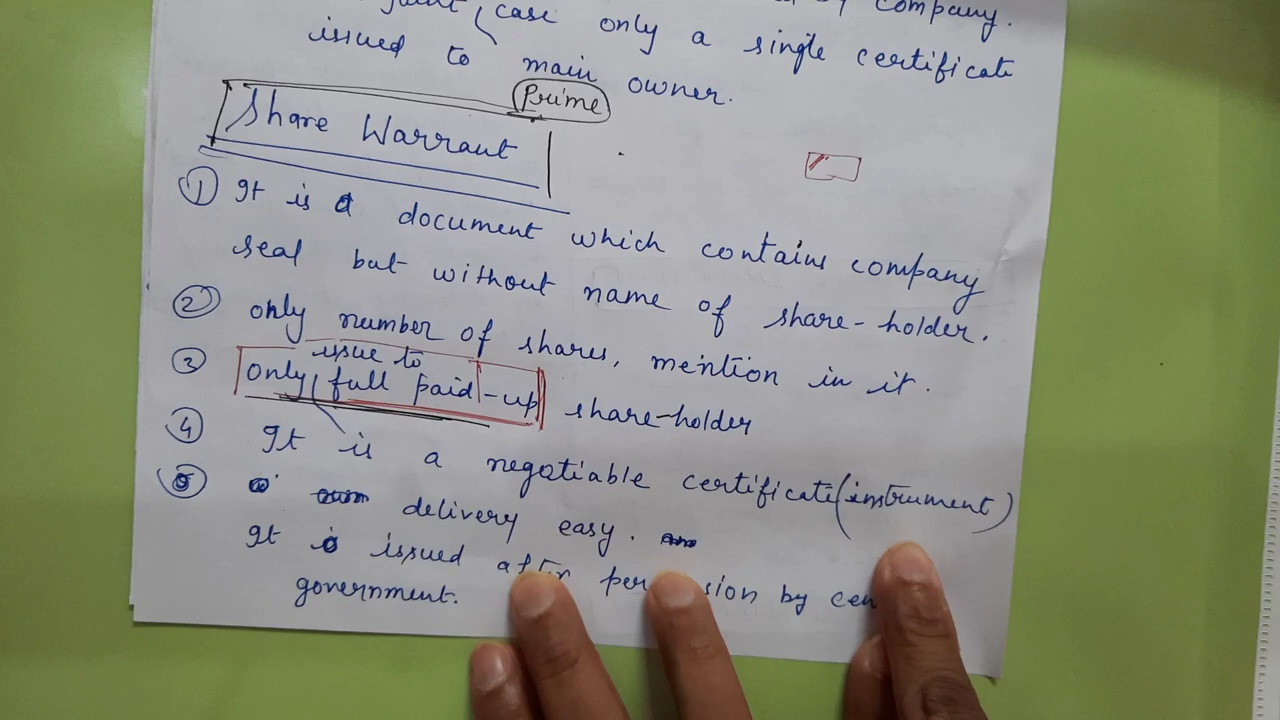 by company.
joint case only a single certificate
issued to main owner.
Prime
Share Warrant
① It is a document which contains company
seal but without name of share-holder.
② only number of shares, mention in it.
issue to
③ only full paid-up share-holder
④ It is a negotiable certificate (instrument)
⑤ delivery easy.
It is issued after by
government.